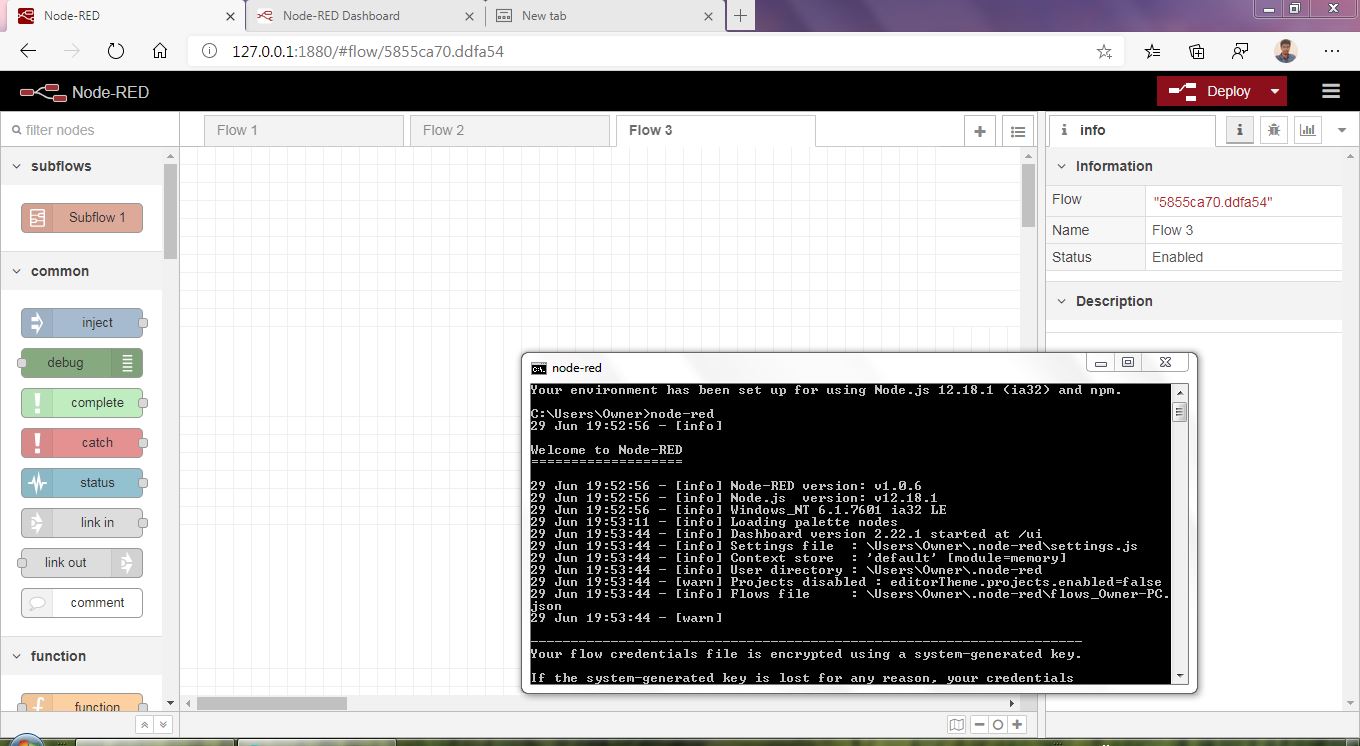 Node-RED
Node-RED Dashboard
New tab
127.0.0.1:1880/#flow/5855ca70.ddfa54
Node-RED
Deploy
filter nodes
Flow 1
Flow 2
Flow 3
i info
i
subflows
Subflow 1
common
inject
debug
complete
catch
status
link in
link out
comment
function
function
Information
Flow "5855ca70.ddfa54"
Name Flow 3
Status Enabled
Description
node-red
Your environment has been set up for using Node.js 12.18.1 (ia32) and npm.
C:\Users\Owner>node-red
29 Jun 19:52:56 - [info]
Welcome to Node-RED
===================
29 Jun 19:52:56 - [info] Node-RED version: v1.0.6
29 Jun 19:52:56 - [info] Node.js  version: v12.18.1
29 Jun 19:52:56 - [info] Windows_NT 6.1.7601 ia32 LE
29 Jun 19:53:11 - [info] Loading palette nodes
29 Jun 19:53:44 - [info] Dashboard version 2.22.1 started at /ui
29 Jun 19:53:44 - [info] Settings file  : \Users\Owner\.node-red\settings.js
29 Jun 19:53:44 - [info] Context store  : 'default' [module=memory]
29 Jun 19:53:44 - [info] User directory : \Users\Owner\.node-red
29 Jun 19:53:44 - [warn] Projects disabled : editorTheme.projects.enabled=false
29 Jun 19:53:44 - [info] Flows file     : \Users\Owner\.node-red\flows_Owner-PC.
json
29 Jun 19:53:44 - [warn]
---------------------------------------------------------------------
Your flow credentials file is encrypted using a system-generated key.
If the system-generated key is lost for any reason, your credentials